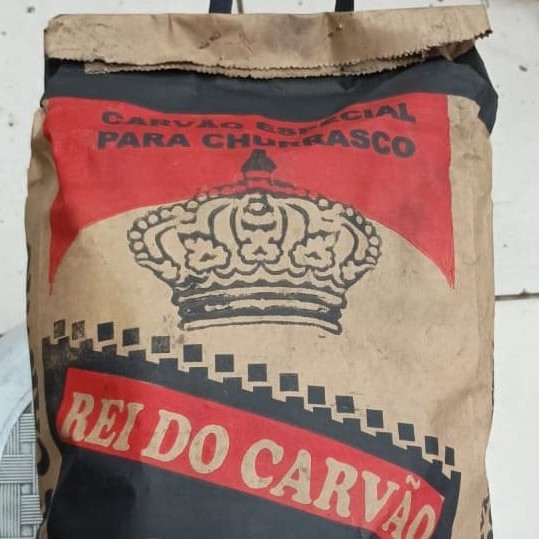 CARVÃO ESPECIAL
PARA CHURRASCO
REI DO CARVÃO